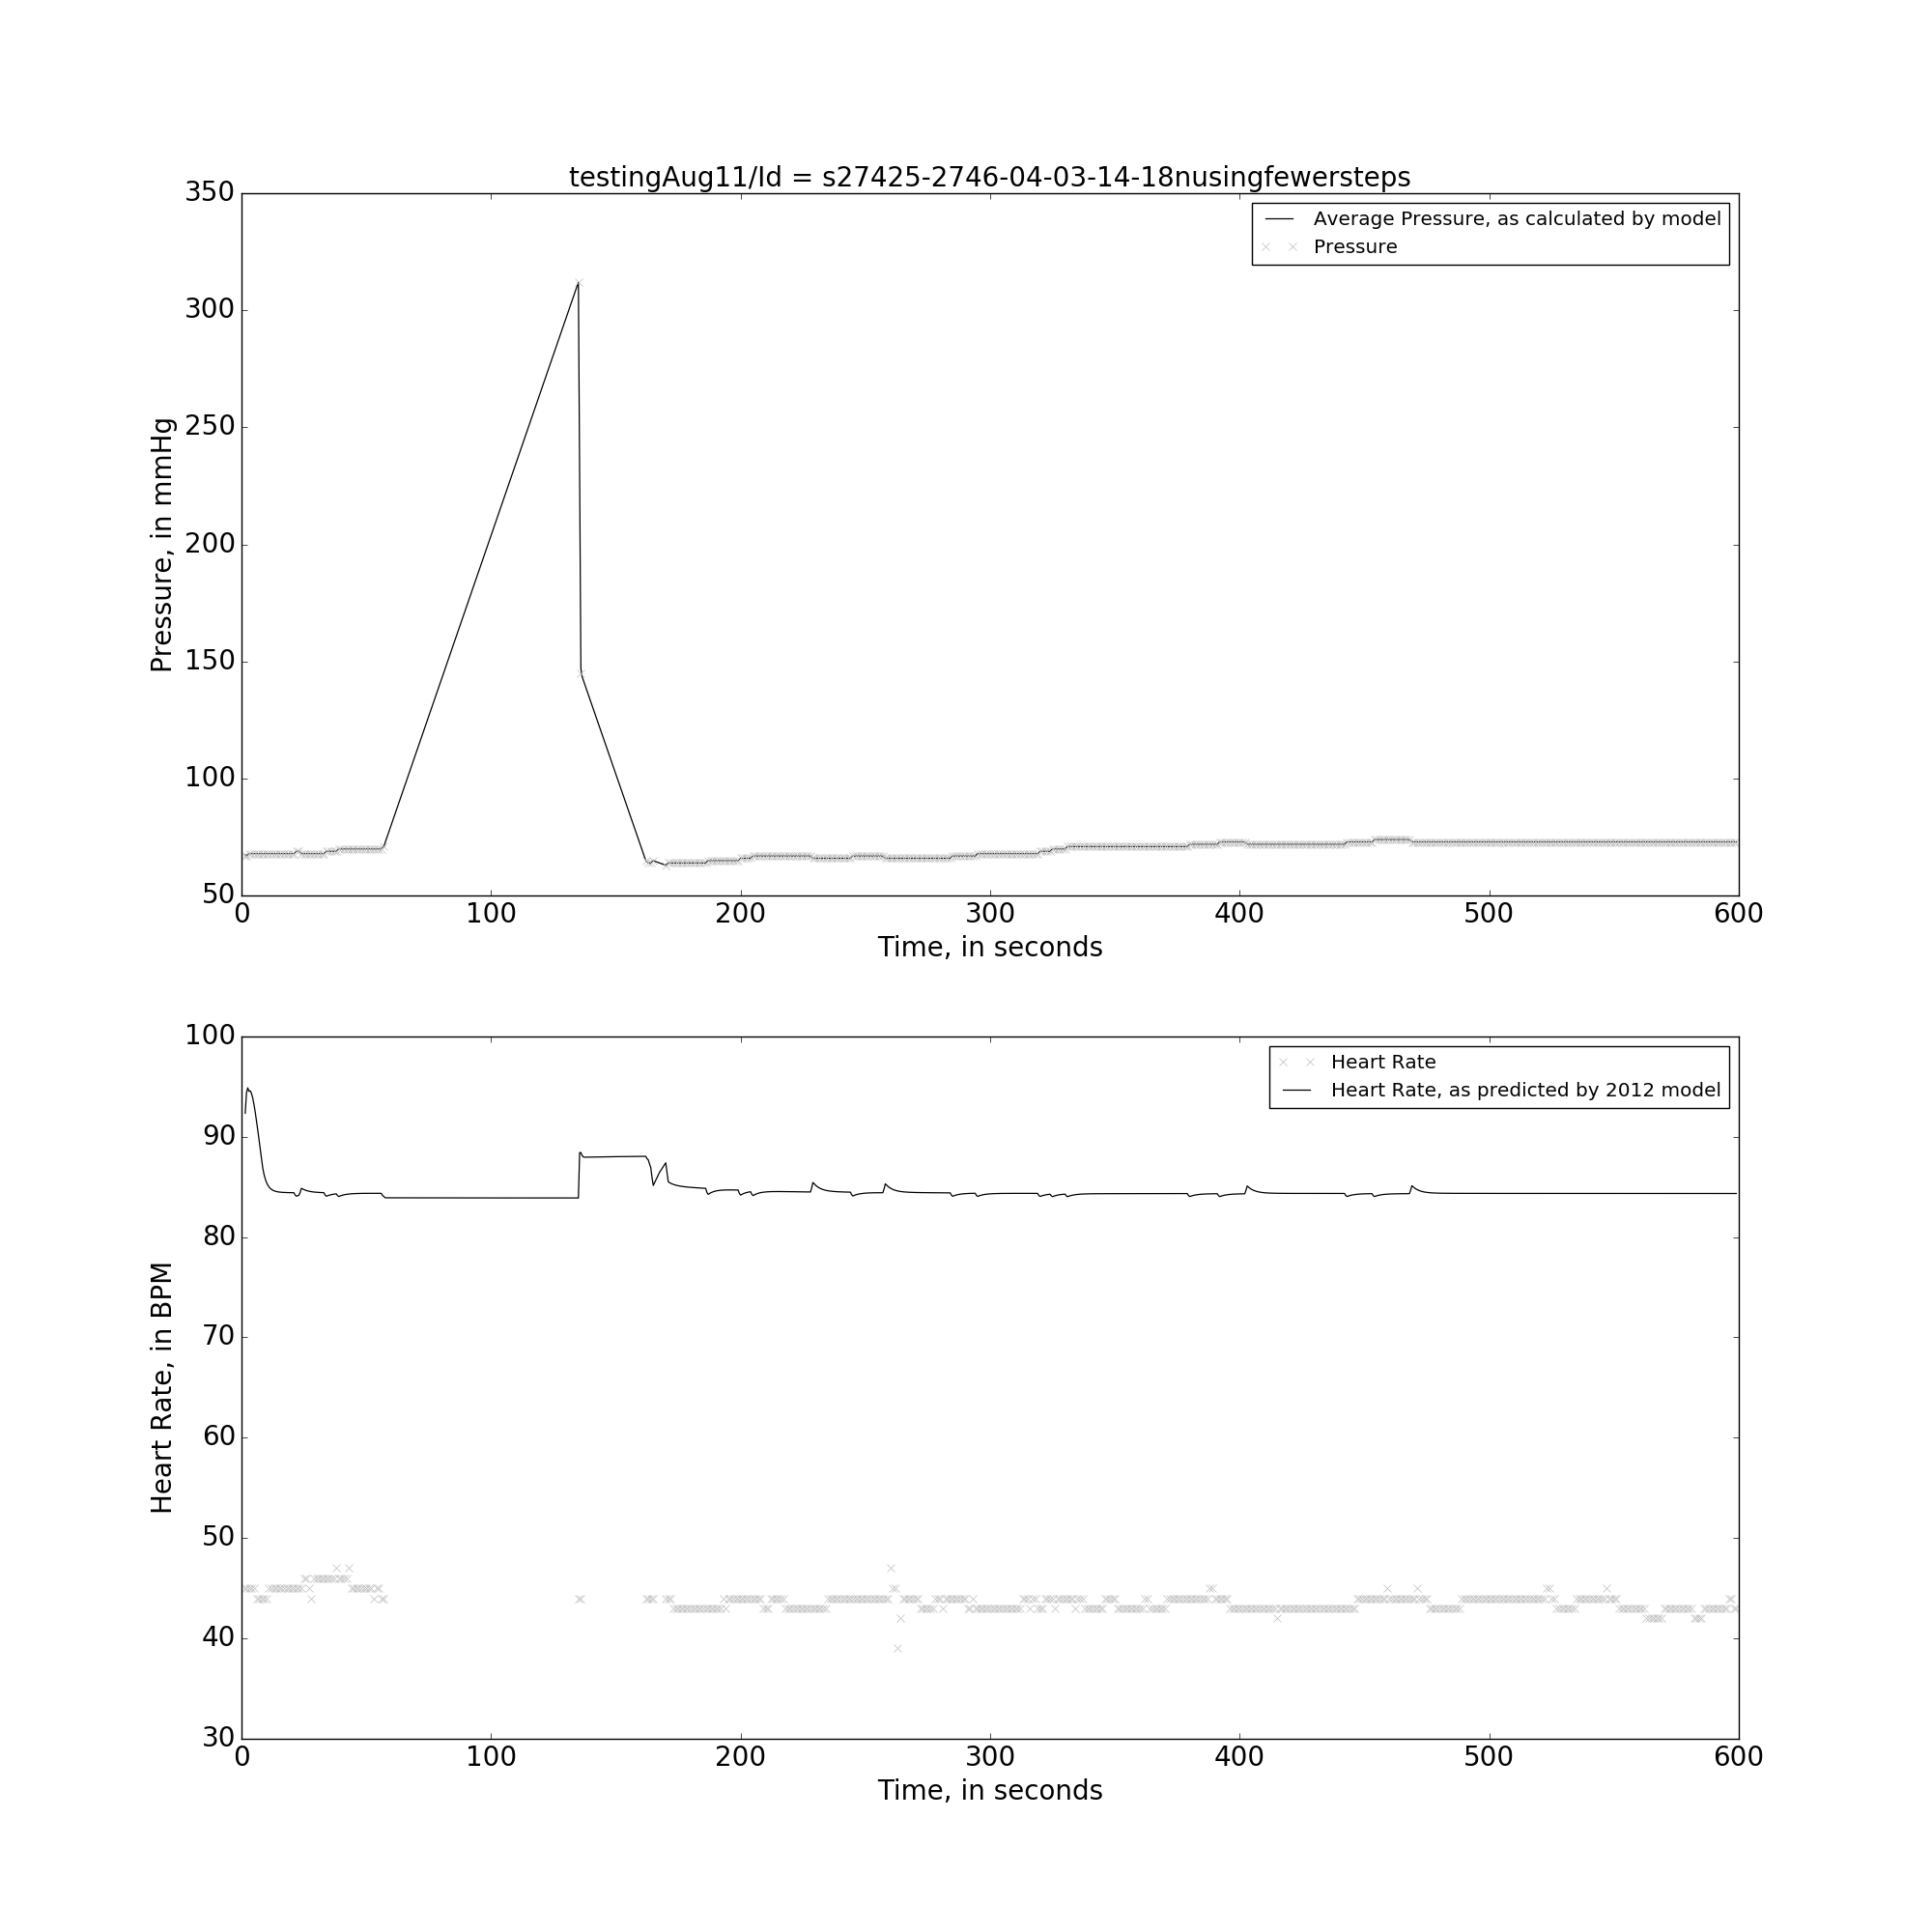 testingAug11/Id = s27425-2746-04-03-14-18nusingfewersteps
350
300
250
200
150
100
50
Pressure, in mmHg
Average Pressure, as calculated by model
Pressure
0 100 200 300 400 500 600
Time, in seconds
100
90
80
70
60
50
40
30
Heart Rate, in BPM
Heart Rate
Heart Rate, as predicted by 2012 model
0 100 200 300 400 500 600
Time, in seconds